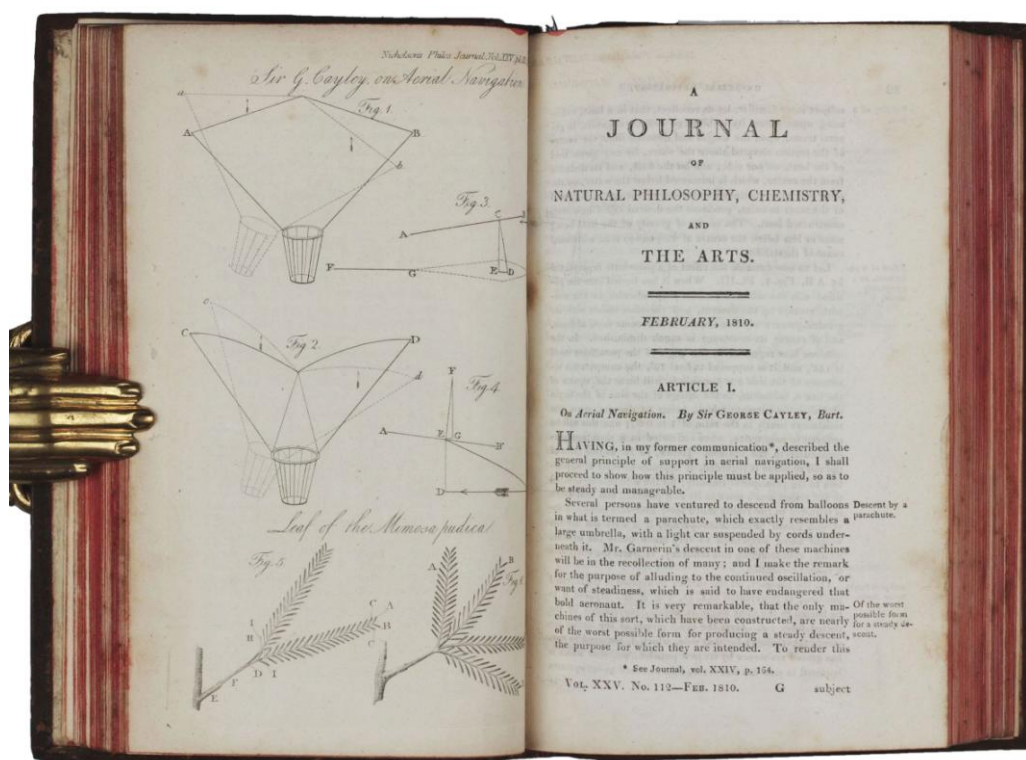 Nicholson's Philos. Journal. Vol. XXV. pl.
Sir G. Cayley, on Aerial Navigation
a
Fig. 1.
A
B
b
Fig 3.
C
A
F
G
E D
c
C
Fig 2.
D
d
F
Fig. 4
A
E G
B
D
Leaf of the Mimosa pudica
Fig. 5
I
B
C
A
B
C
D I
P
E
A
B
Fig
C
A
JOURNAL
OF
NATURAL PHILOSOPHY, CHEMISTRY,
AND
THE ARTS.
FEBRUARY, 1810.
ARTICLE I.
On Aerial Navigation. By Sir GEORGE CAYLEY, Bart.
HAVING, in my former communication*, described the
general principle of support in aerial navigation, I shall
proceed to show how this principle must be applied, so as to
be steady and manageable.
Several persons have ventured to descend from balloons
in what is termed a parachute, which exactly resembles a
large umbrella, with a light car suspended by cords under-
neath it. Mr. Garnerin's descent in one of these machines
will be in the recollection of many; and I make the remark
for the purpose of alluding to the continued oscillation, or
want of steadiness, which is said to have endangered that
bold aeronaut. It is very remarkable, that the only ma-
chines of this sort, which have been constructed, are nearly
of the worst possible form for producing a steady descent,
the purpose for which they are intended. To render this
Descent by a
parachute.
Of the worst
possible form
for a steady de-
scent.
* See Journal, vol. XXIV, p. 164.
VOL. XXV. No. 112—FEB. 1810.
G
subject